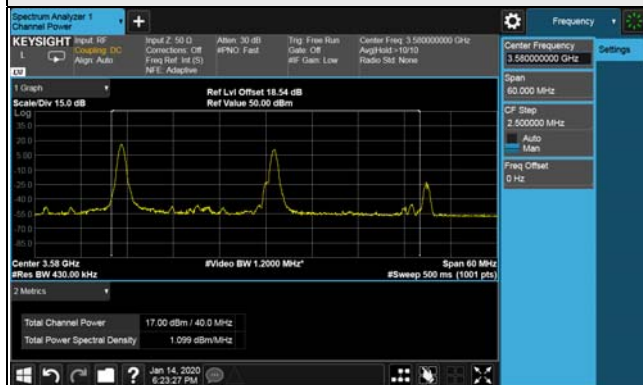 Spectrum Analyzer 1
Channel Power
Frequency
KEYSIGHT
L
Input: RF
Coupling: DC
Align: Auto
Input Z: 50 Ω
Corrections: Off
Freq Ref: Int (S)
NFE: Adaptive
Atten: 30 dB
#PNO: Fast
Trig: Free Run
Gate: Off
#IF Gain: Low
Center Freq: 3.580000000 GHz
Avg|Hold:>10/10
Radio Std: None
LXI
Center Frequency
3.580000000 GHz
Settings
Span
60.000 MHz
CF Step
2.500000 MHz
Auto
Man
Freq Offset
0 Hz
1 Graph
Scale/Div 15.0 dB
Ref Lvl Offset 18.54 dB
Ref Value 50.00 dBm
Log
35.0
20.0
5.00
-10.0
-25.0
-40.0
-55.0
-70.0
-85.0
Center 3.58 GHz
#Video BW 1.2000 MHz*
Span 60 MHz
#Res BW 430.00 kHz
#Sweep 500 ms (1001 pts)
2 Metrics
Total Channel Power 17.00 dBm / 40.0 MHz
Total Power Spectral Density 1.099 dBm/MHz
?
Jan 14, 2020
6:23:27 PM